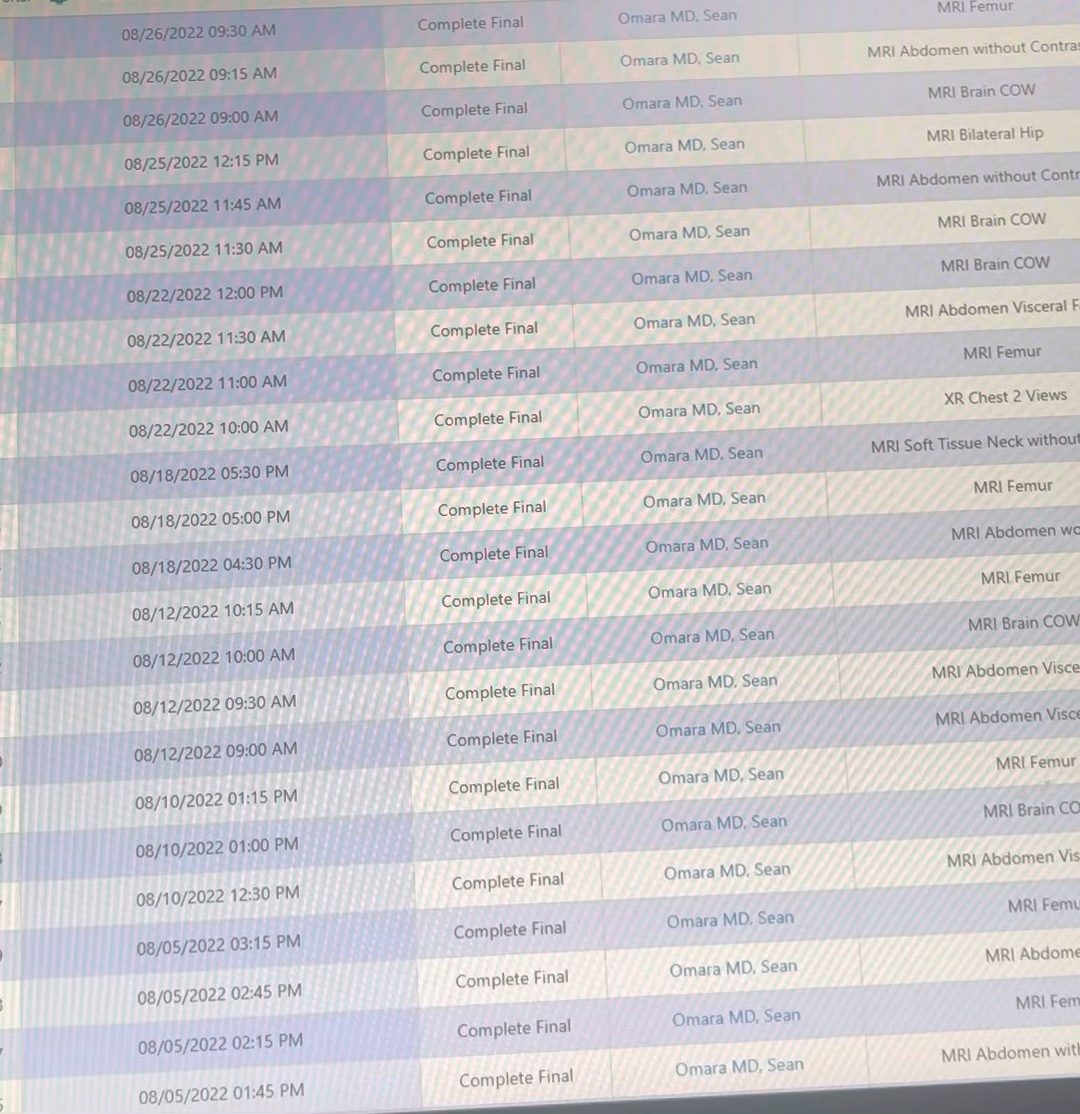 08/26/2022 09:30 AM Complete Final Omara MD, Sean MRI Femur
08/26/2022 09:15 AM Complete Final Omara MD, Sean MRI Abdomen without Contras
08/26/2022 09:00 AM Complete Final Omara MD, Sean MRI Brain COW
08/25/2022 12:15 PM Complete Final Omara MD, Sean MRI Bilateral Hip
08/25/2022 11:45 AM Complete Final Omara MD, Sean MRI Abdomen without Contr
08/25/2022 11:30 AM Complete Final Omara MD, Sean MRI Brain COW
08/22/2022 12:00 PM Complete Final Omara MD, Sean MRI Brain COW
08/22/2022 11:30 AM Complete Final Omara MD, Sean MRI Abdomen Visceral F
08/22/2022 11:00 AM Complete Final Omara MD, Sean MRI Femur
08/22/2022 10:00 AM Complete Final Omara MD, Sean XR Chest 2 Views
08/18/2022 05:30 PM Complete Final Omara MD, Sean MRI Soft Tissue Neck without
08/18/2022 05:00 PM Complete Final Omara MD, Sean MRI Femur
08/18/2022 04:30 PM Complete Final Omara MD, Sean MRI Abdomen wo
08/12/2022 10:15 AM Complete Final Omara MD, Sean MRI Femur
08/12/2022 10:00 AM Complete Final Omara MD, Sean MRI Brain COW
08/12/2022 09:30 AM Complete Final Omara MD, Sean MRI Abdomen Visce
08/12/2022 09:00 AM Complete Final Omara MD, Sean MRI Abdomen Visce
08/10/2022 01:15 PM Complete Final Omara MD, Sean MRI Femur
08/10/2022 01:00 PM Complete Final Omara MD, Sean MRI Brain CO
08/10/2022 12:30 PM Complete Final Omara MD, Sean MRI Abdomen Vis
08/05/2022 03:15 PM Complete Final Omara MD, Sean MRI Femu
08/05/2022 02:45 PM Complete Final Omara MD, Sean MRI Abdome
08/05/2022 02:15 PM Complete Final Omara MD, Sean MRI Fem
08/05/2022 01:45 PM Complete Final Omara MD, Sean MRI Abdomen with